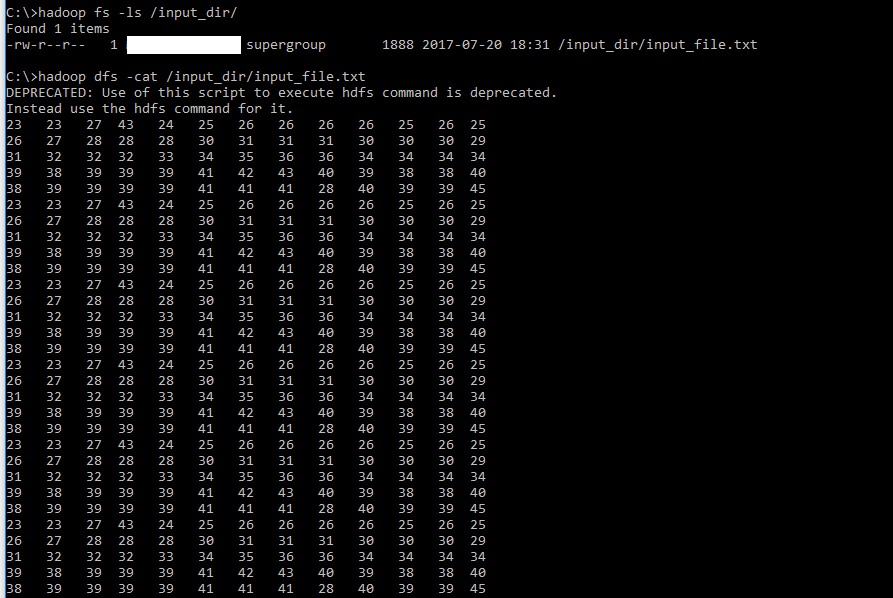 C:\>hadoop fs -ls /input_dir/
Found 1 items
-rw-r--r-- 1 supergroup 1888 2017-07-20 18:31 /input_dir/input_file.txt
C:\>hadoop dfs -cat /input_dir/input_file.txt
DEPRECATED: Use of this script to execute hdfs command is deprecated.
Instead use the hdfs command for it.
23 23 27 43 24 25 26 26 26 26 25 26 25
26 27 28 28 28 30 31 31 31 30 30 30 29
31 32 32 32 33 34 35 36 36 34 34 34 34
39 38 39 39 39 41 42 43 40 39 38 38 40
38 39 39 39 39 41 41 41 28 40 39 39 45
23 23 27 43 24 25 26 26 26 26 25 26 25
26 27 28 28 28 30 31 31 31 30 30 30 29
31 32 32 32 33 34 35 36 36 34 34 34 34
39 38 39 39 39 41 42 43 40 39 38 38 40
38 39 39 39 39 41 41 41 28 40 39 39 45
23 23 27 43 24 25 26 26 26 26 25 26 25
26 27 28 28 28 30 31 31 31 30 30 30 29
31 32 32 32 33 34 35 36 36 34 34 34 34
39 38 39 39 39 41 42 43 40 39 38 38 40
38 39 39 39 39 41 41 41 28 40 39 39 45
23 23 27 43 24 25 26 26 26 26 25 26 25
26 27 28 28 28 30 31 31 31 30 30 30 29
31 32 32 32 33 34 35 36 36 34 34 34 34
39 38 39 39 39 41 42 43 40 39 38 38 40
38 39 39 39 39 41 41 41 28 40 39 39 45
23 23 27 43 24 25 26 26 26 26 25 26 25
26 27 28 28 28 30 31 31 31 30 30 30 29
31 32 32 32 33 34 35 36 36 34 34 34 34
39 38 39 39 39 41 42 43 40 39 38 38 40
38 39 39 39 39 41 41 41 28 40 39 39 45
23 23 27 43 24 25 26 26 26 26 25 26 25
26 27 28 28 28 30 31 31 31 30 30 30 29
31 32 32 32 33 34 35 36 36 34 34 34 34
39 38 39 39 39 41 42 43 40 39 38 38 40
38 39 39 39 39 41 41 41 28 40 39 39 45